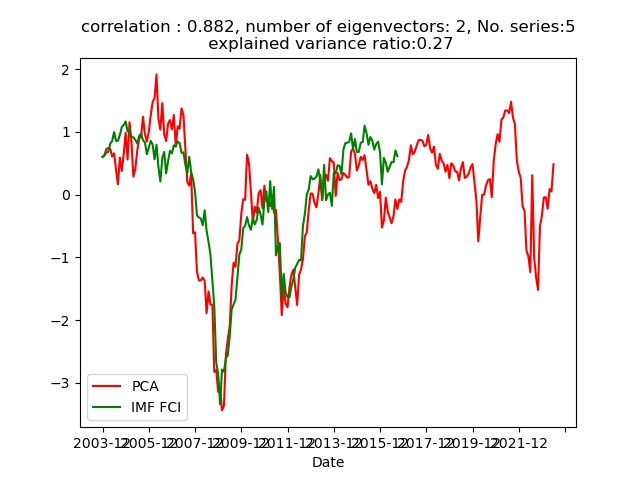 correlation : 0.882, number of eigenvectors: 2, No. series:5
explained variance ratio:0.27
2
1
0
−1
−2
−3
PCA
IMF FCI
2003-12 2005-12 2007-12 2009-12 2011-12 2013-12 2015-12 2017-12 2019-12 2021-12
Date